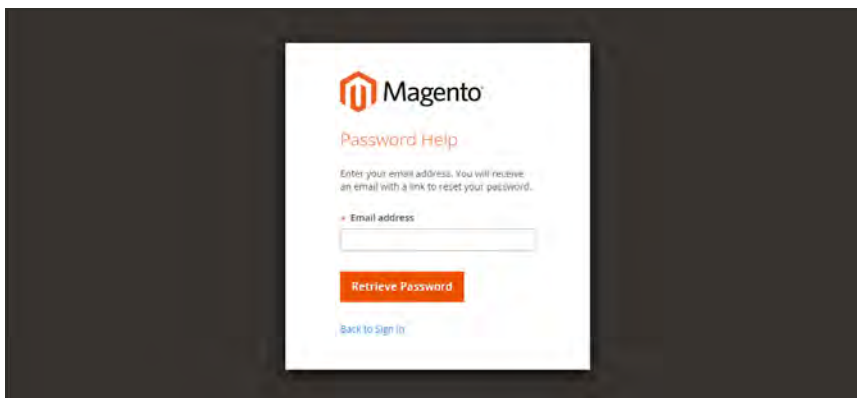 Magento
Password Help
Enter your email address. You will receive
an email with a link to reset your password.
* Email address
Retrieve Password
Back to Sign in